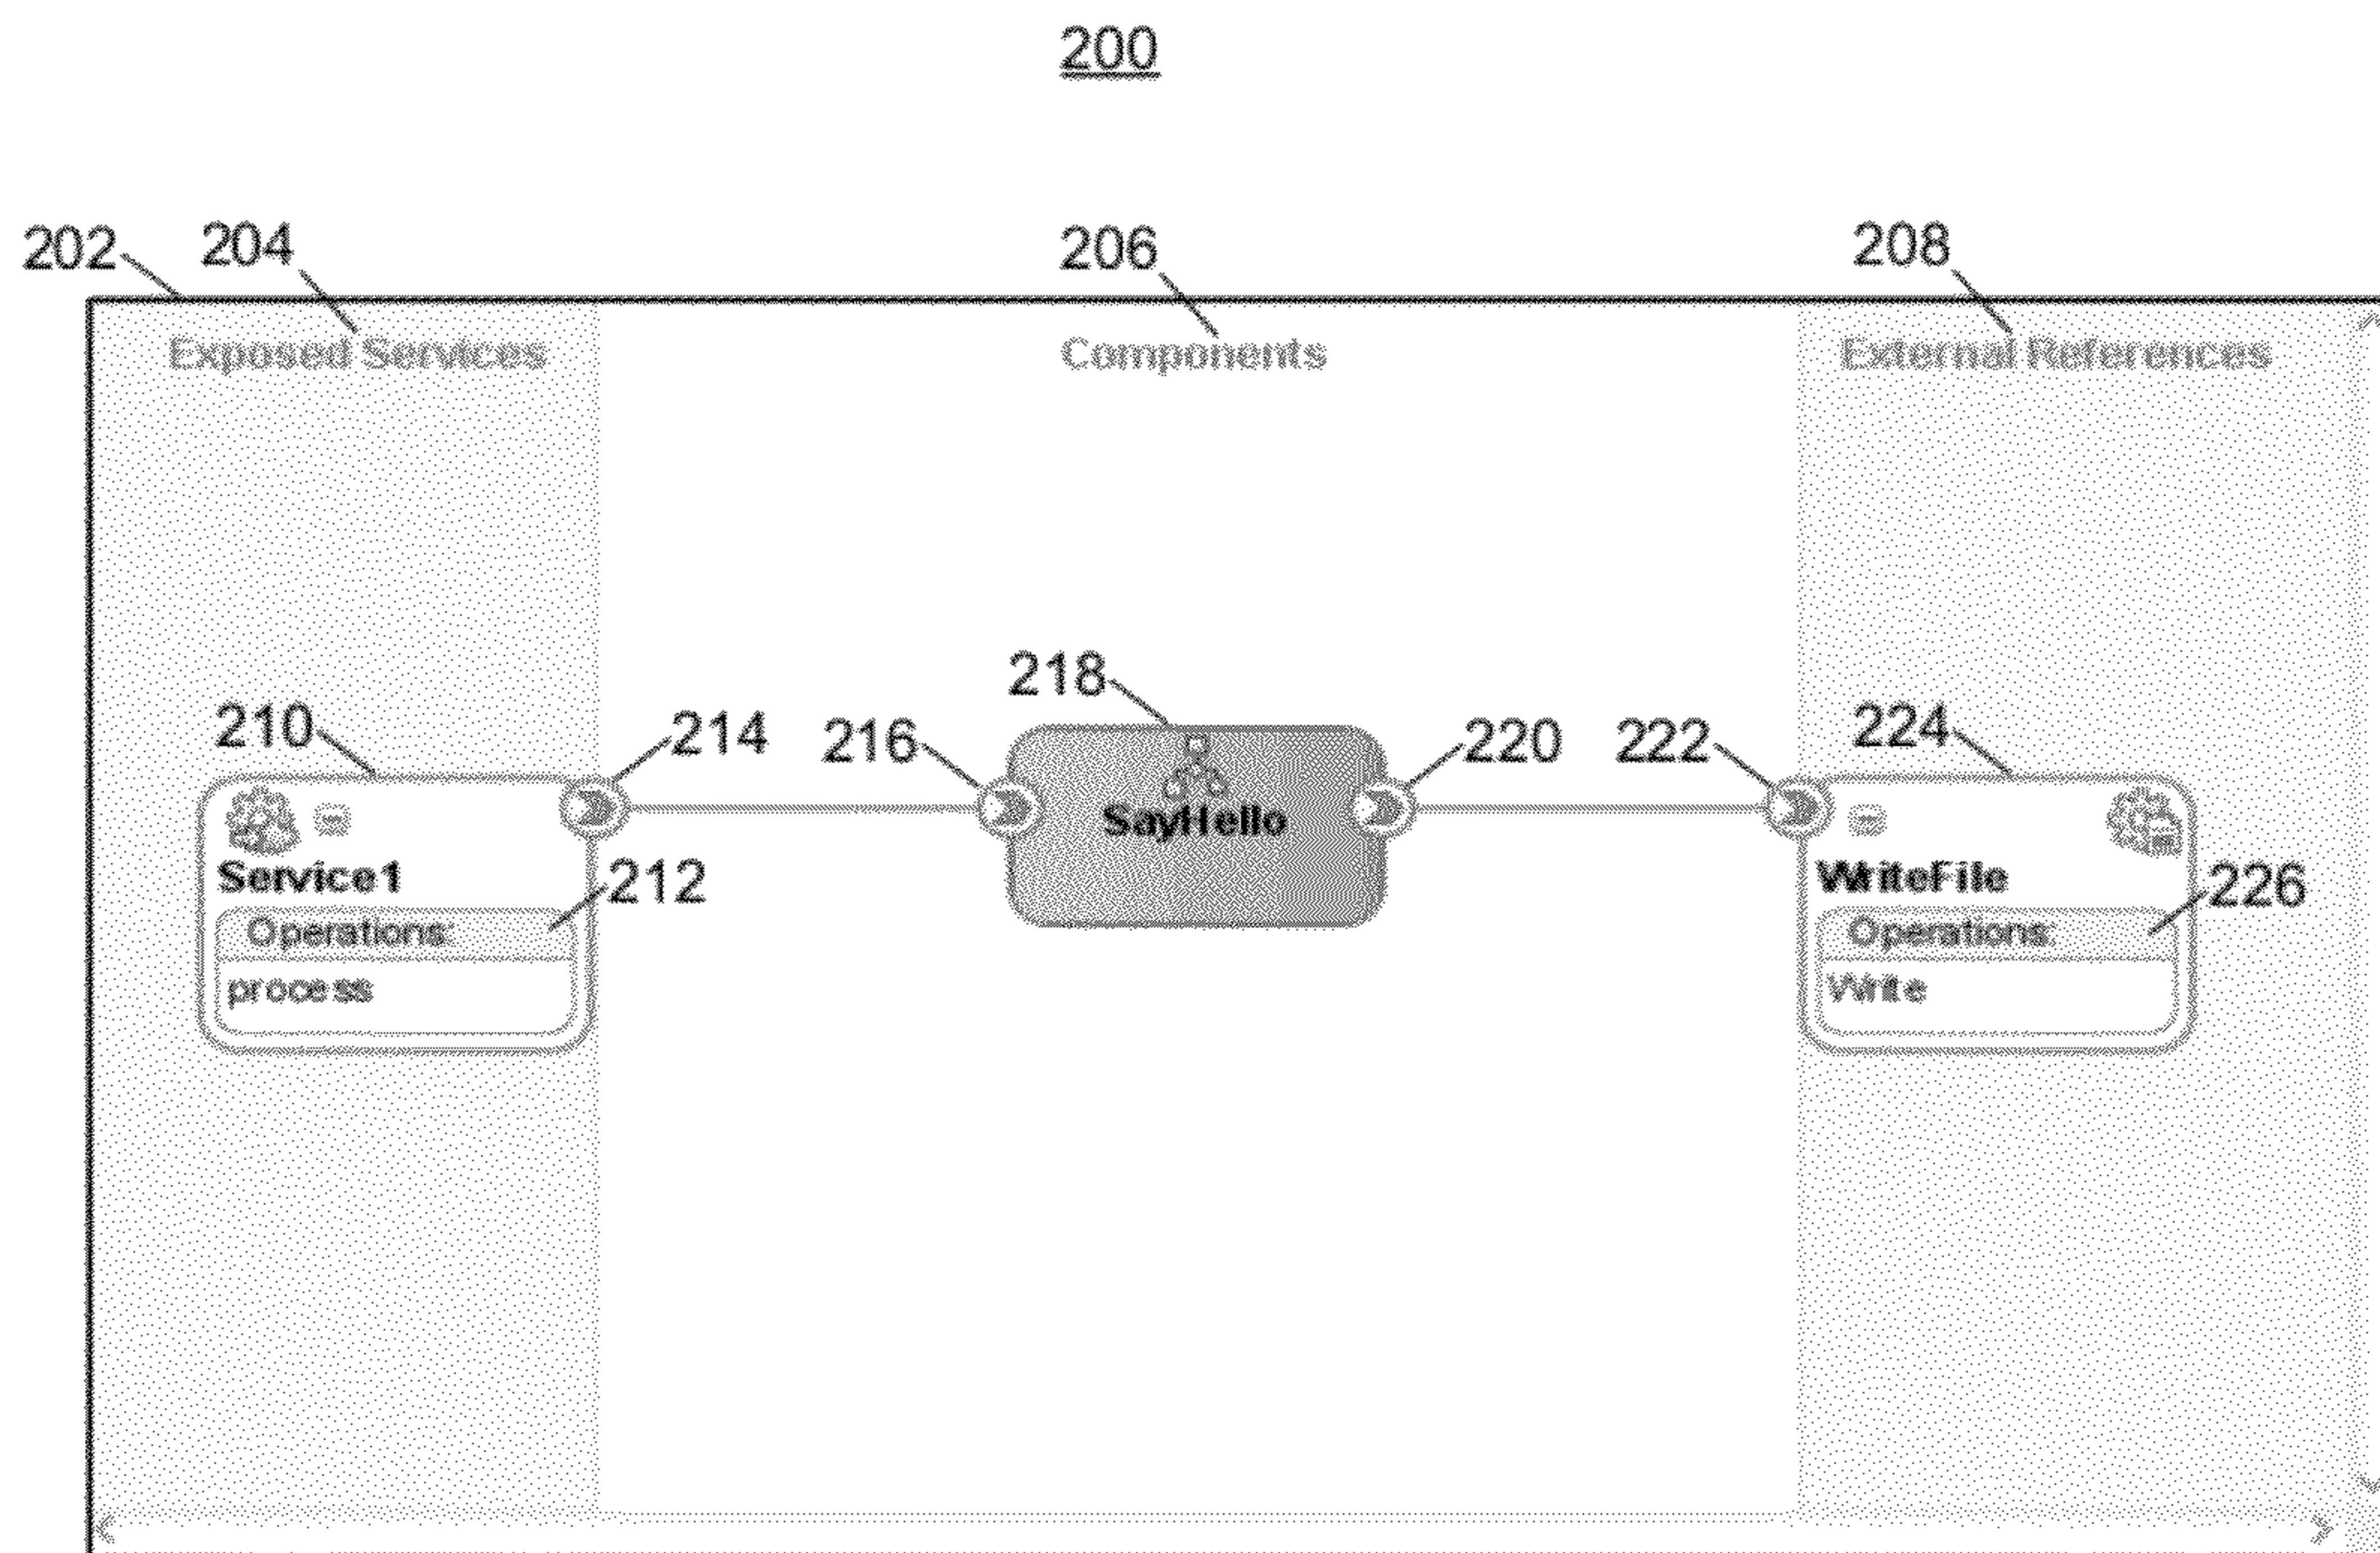 200
202 204 206 208
Exposed Services Components External References
218
210 214 216 220 222 224
SayHello
Service1 212 WriteFile 226
Operations: Operations:
process Write